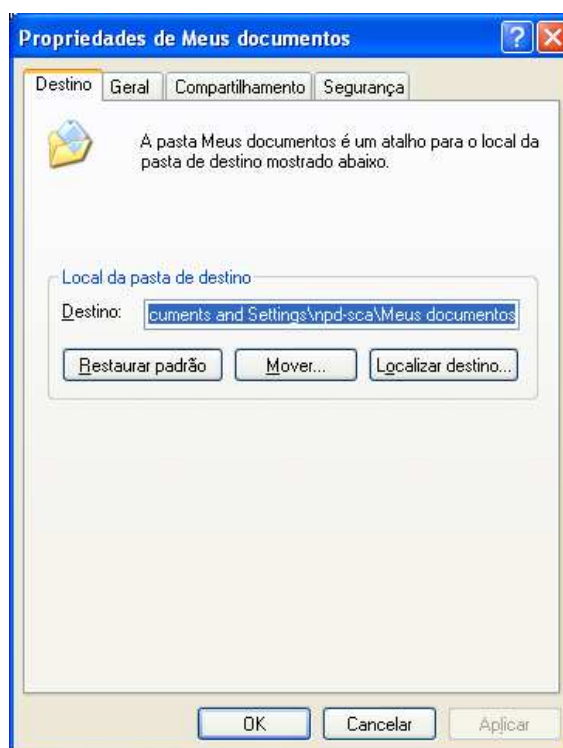 Propriedades de Meus documentos
Destino Geral Compartilhamento Segurança
A pasta Meus documentos é um atalho para o local da
pasta de destino mostrado abaixo.
Local da pasta de destino
Destino: cuments and Settings\npd-sca\Meus documentos
Restaurar padrão Mover... Localizar destino...
OK Cancelar Aplicar